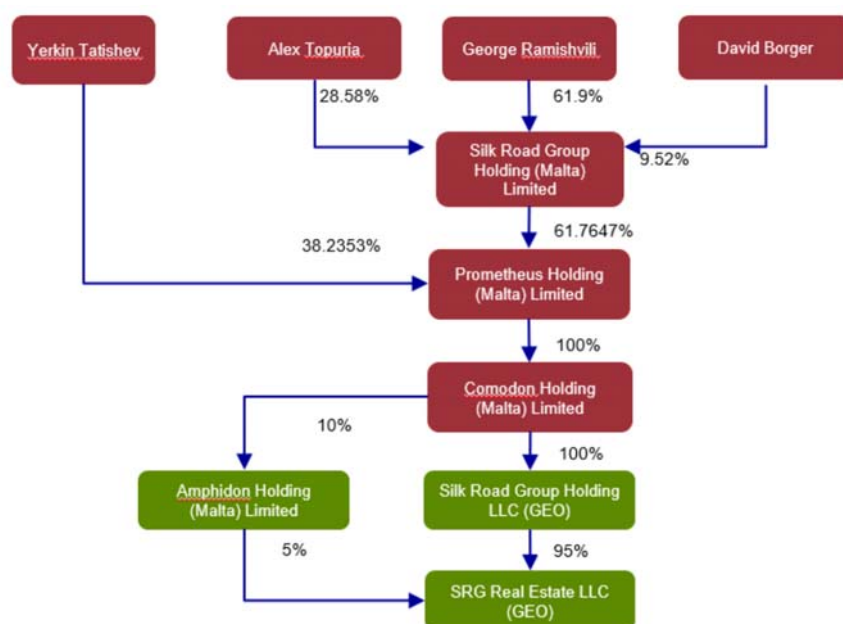 Yerkin Tatishev
Alex Topuria
George Ramishvili
David Borger
28.58%
61.9%
9.52%
Silk Road Group
Holding (Malta)
Limited
38.2353%
61.7647%
Prometheus Holding
(Malta) Limited
100%
Comodon Holding
(Malta) Limited
10%
100%
Amphidon Holding
(Malta) Limited
Silk Road Group Holding
LLC (GEO)
5%
95%
SRG Real Estate LLC
(GEO)